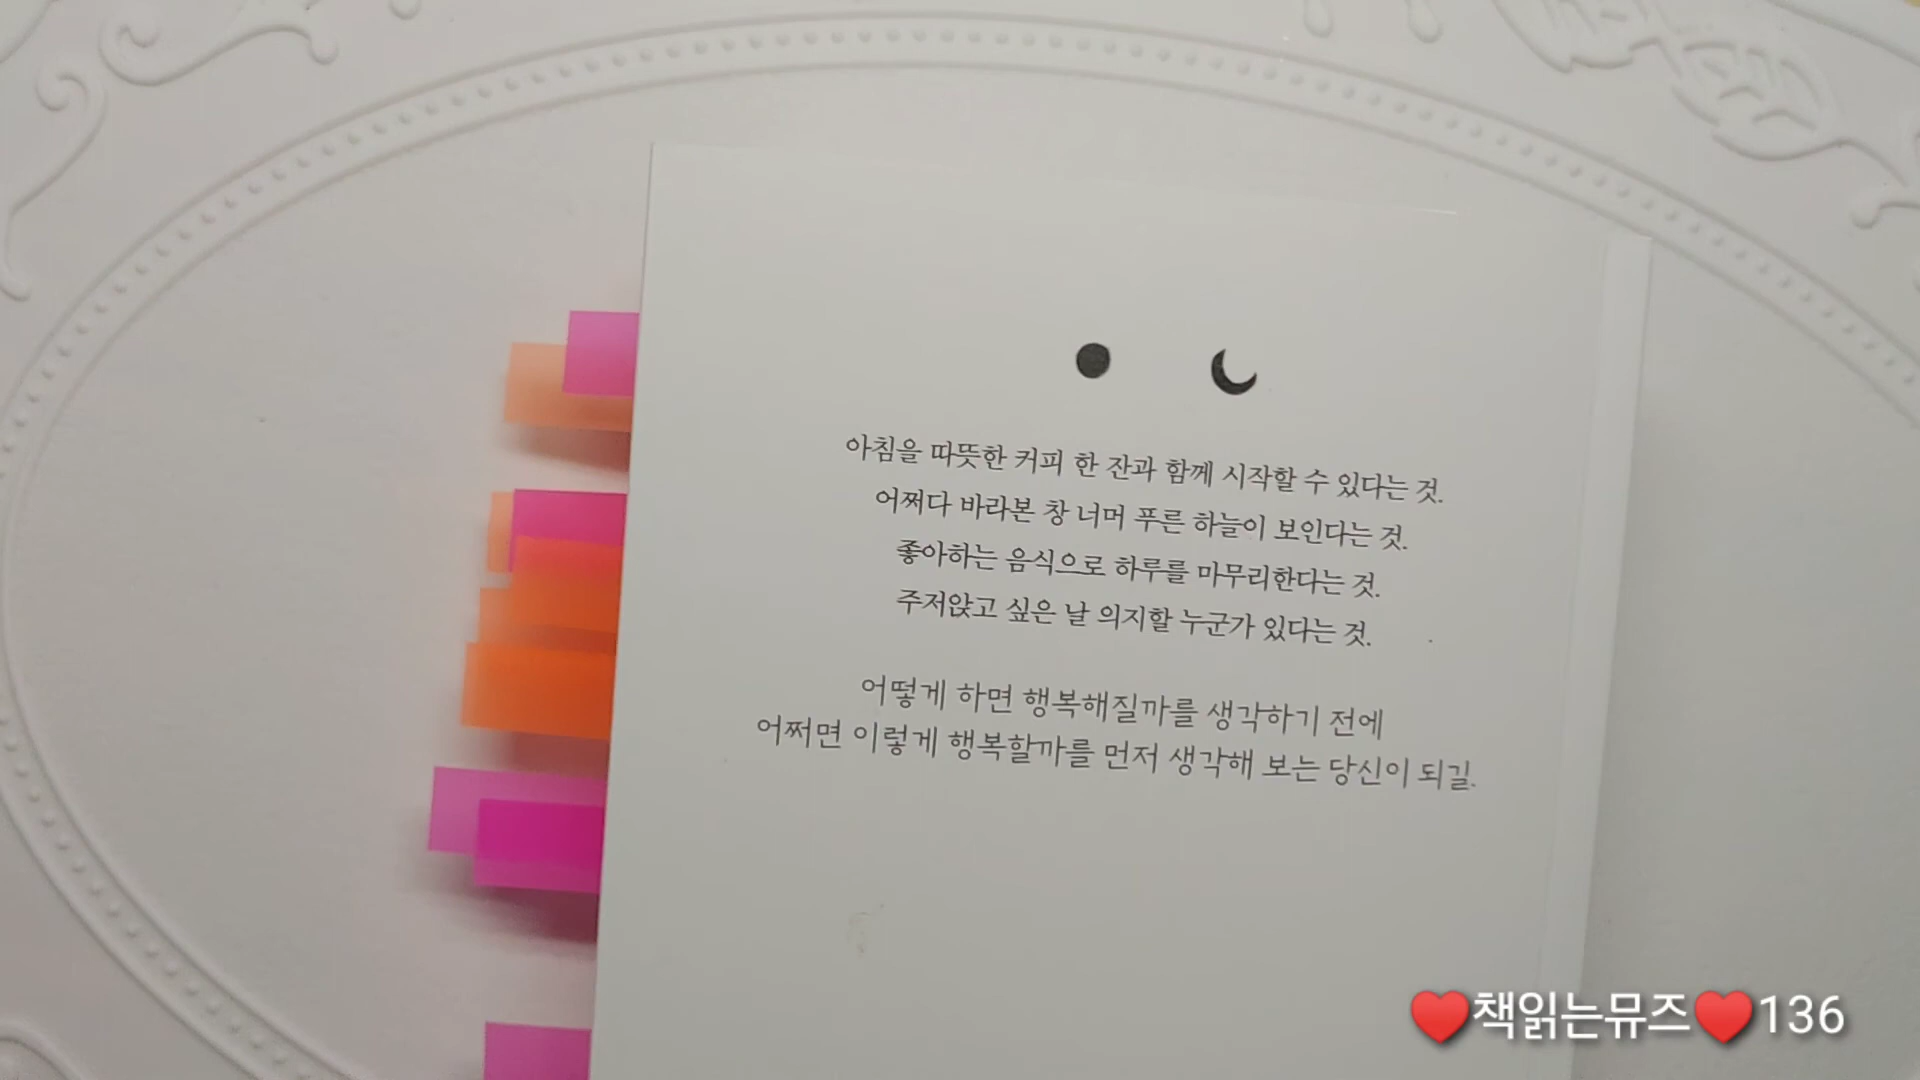 아침을 따뜻한 커피 한 잔과 함께 시작할 수 있다는 것.
어쩌다 바라본 창 너머 푸른 하늘이 보인다는 것.
좋아하는 음식으로 하루를 마무리한다는 것.
주저앉고 싶은 날 의지할 누군가 있다는 것.
어떻게 하면 행복해질까를 생각하기 전에
어쩌면 이렇게 행복할까를 먼저 생각해 보는 당신이 되길.
❤️책읽는뮤즈❤️136